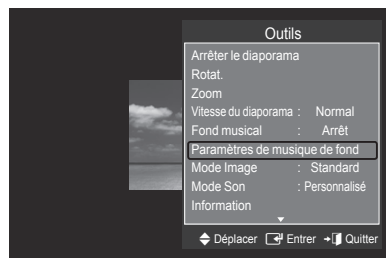 Outils
Arrêter le diaporama
Rotat.
Zoom
Vitesse du diaporama : Normal
Fond musical : Arrêt
Paramètres de musique de fond
Mode Image : Standard
Mode Son : Personnalisé
Information
Déplacer Entrer Quitter